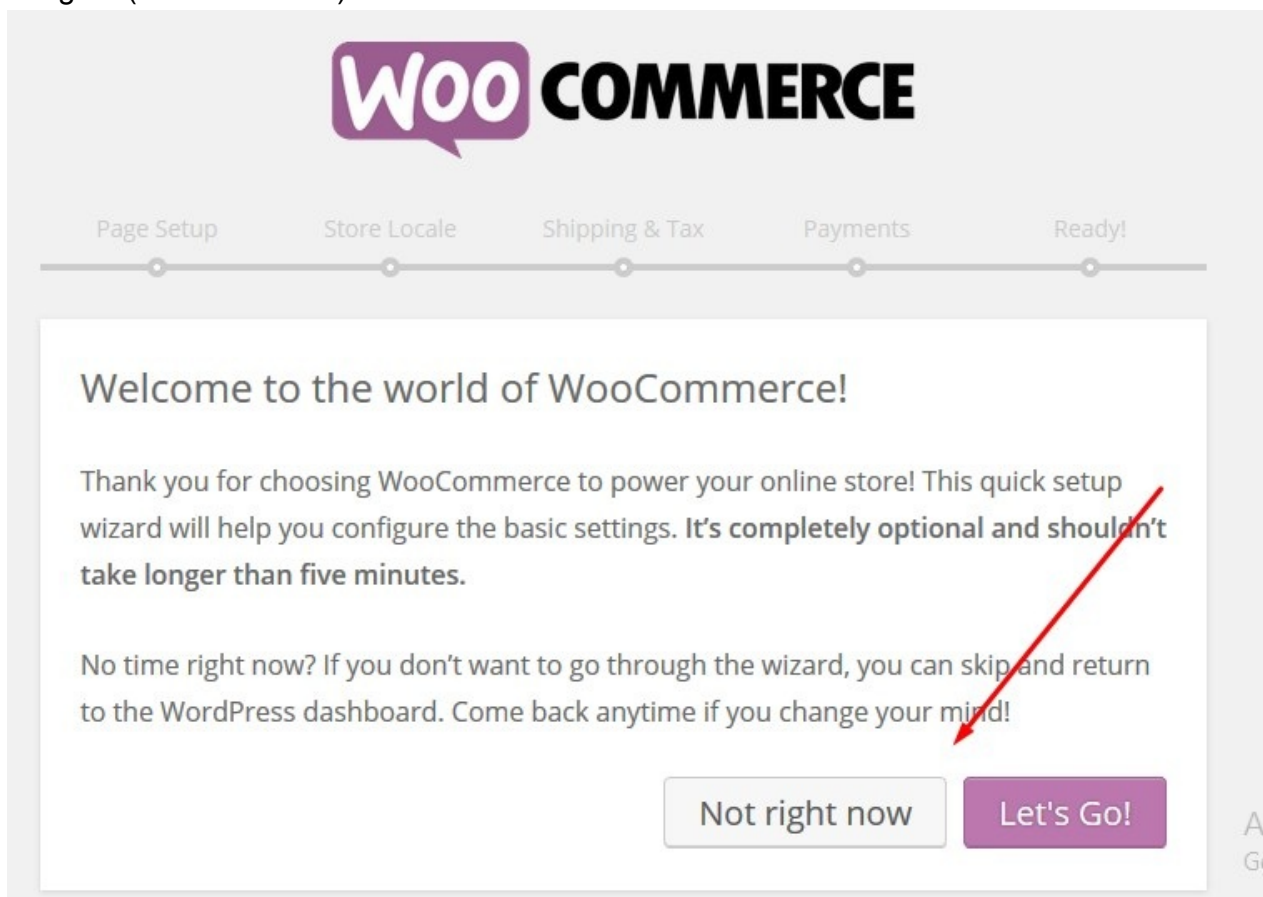 WOO COMMERCE
Page Setup Store Locale Shipping & Tax Payments Ready!
Welcome to the world of WooCommerce!
Thank you for choosing WooCommerce to power your online store! This quick setup
wizard will help you configure the basic settings. It's completely optional and shouldn't
take longer than five minutes.
No time right now? If you don't want to go through the wizard, you can skip and return
to the WordPress dashboard. Come back anytime if you change your mind!
Not right now Let's Go!